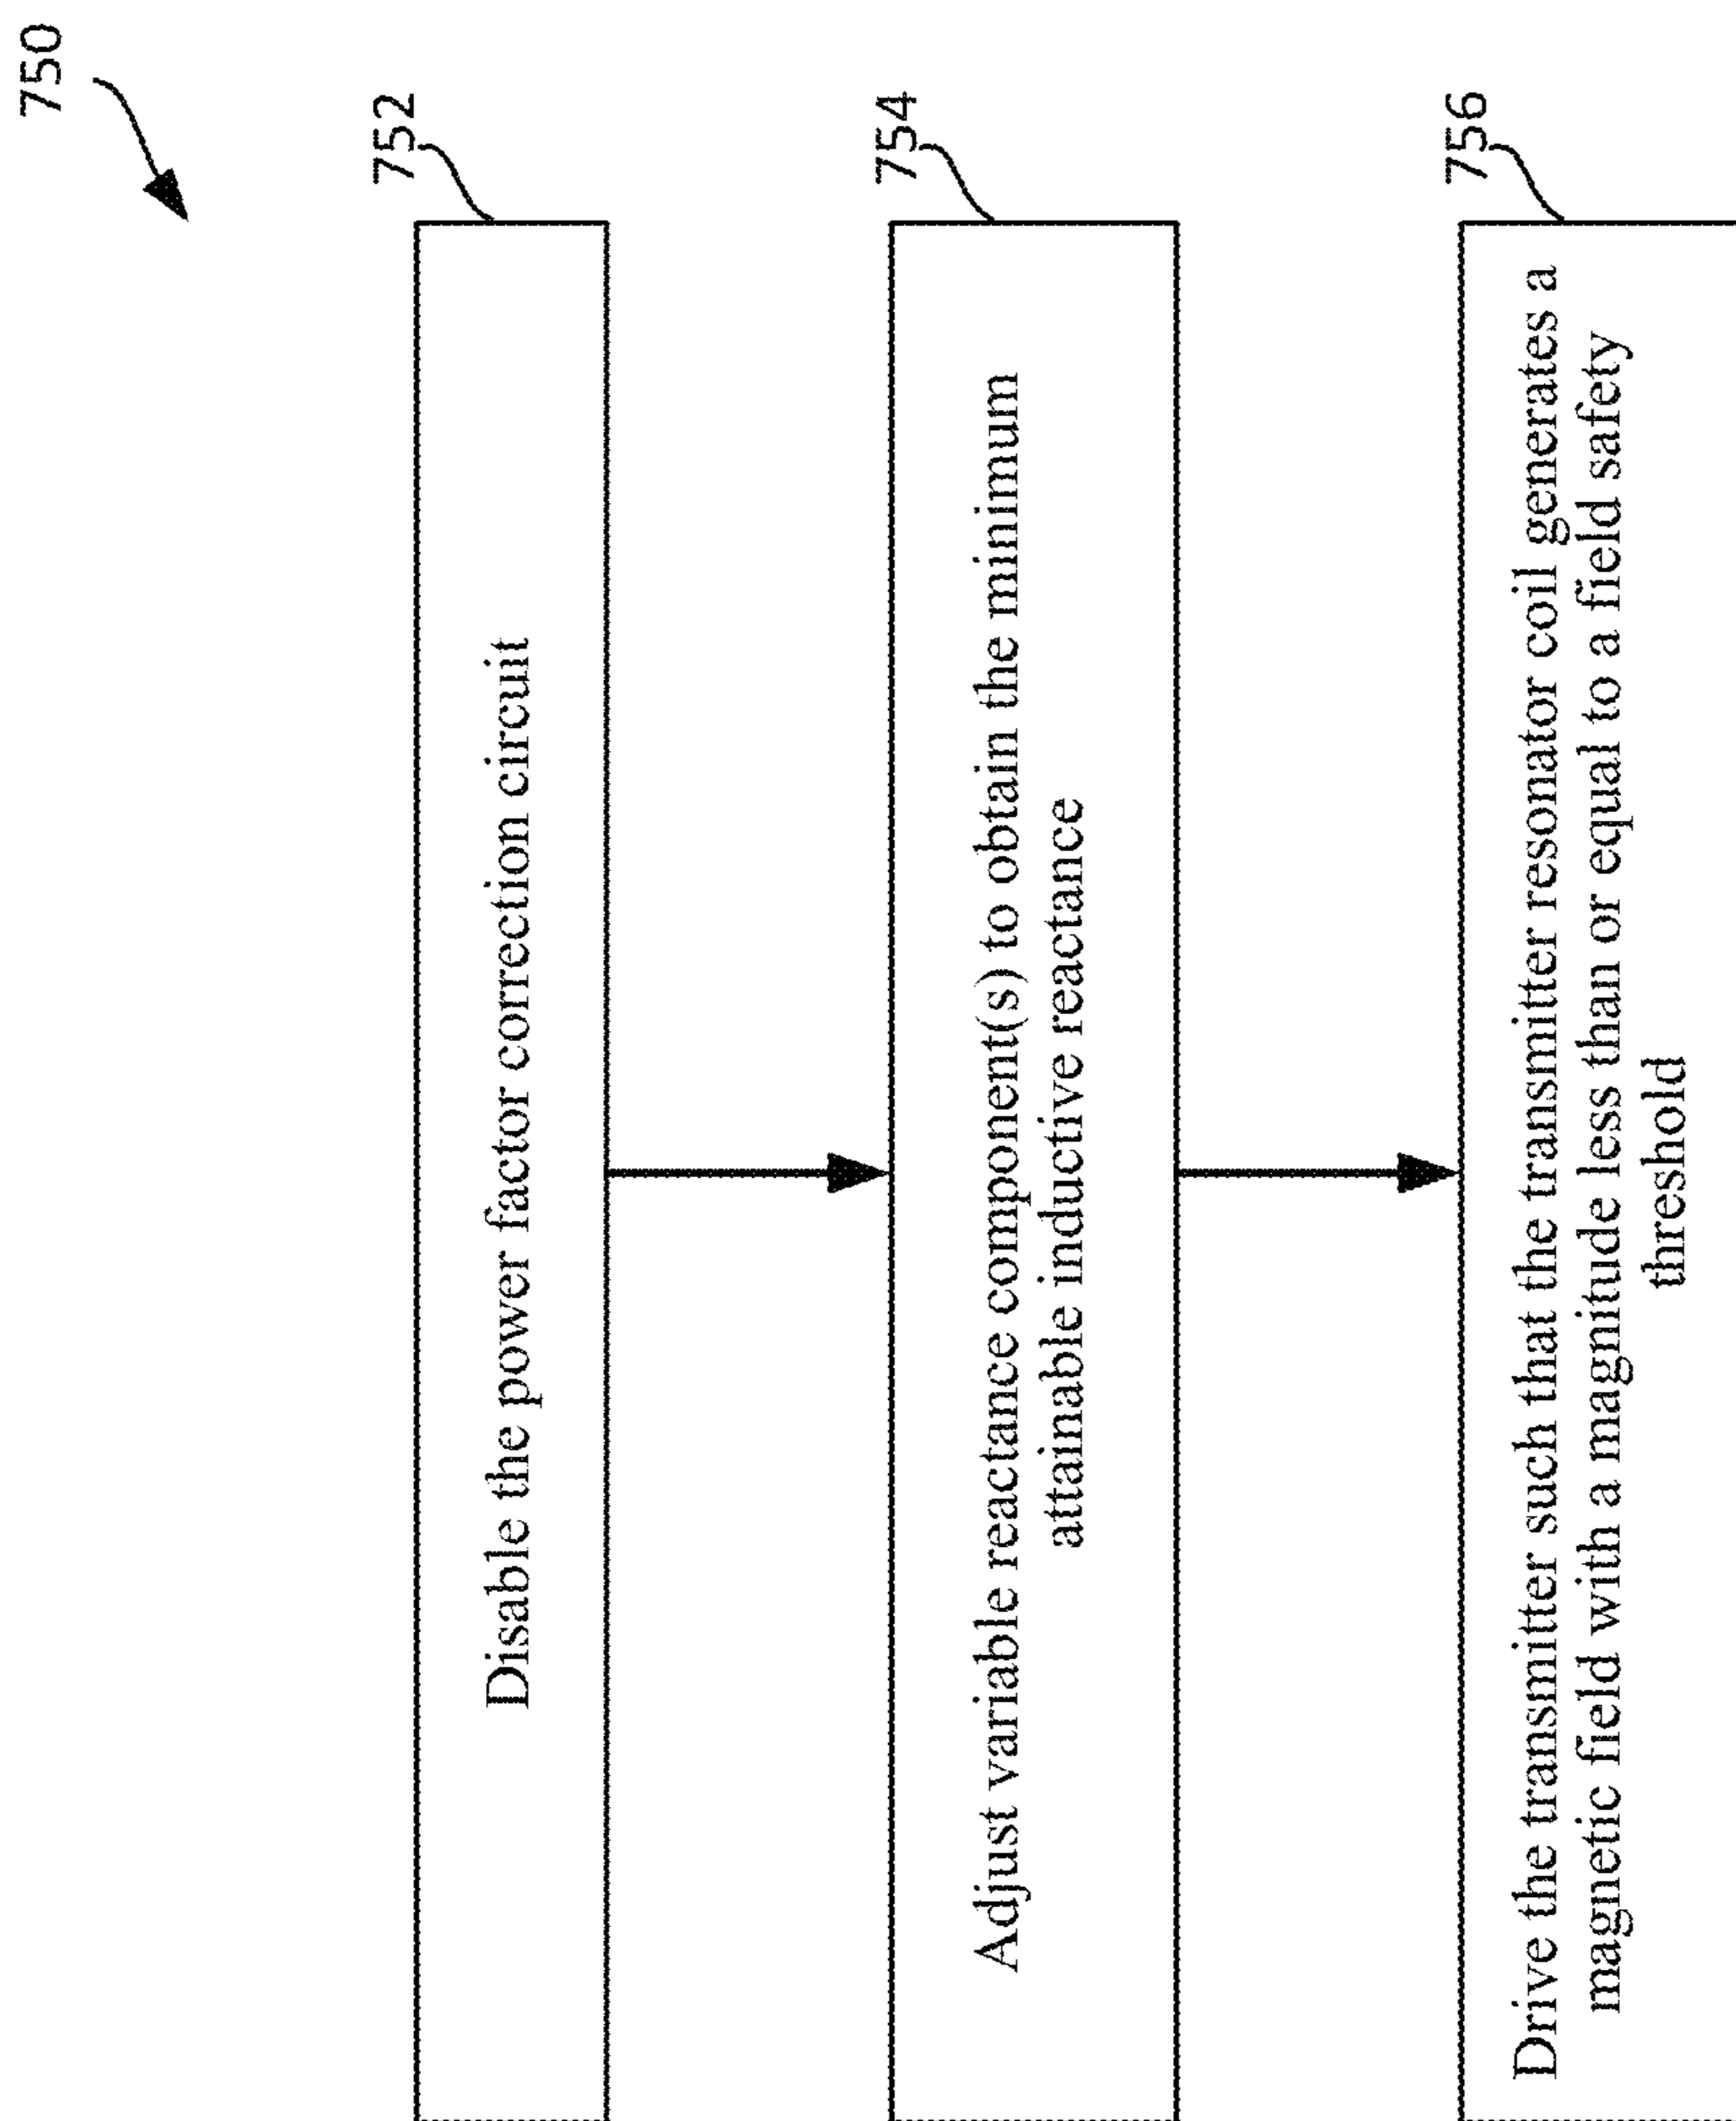 750
752
Disable the power factor correction circuit
754
Adjust variable reactance component(s) to obtain the minimum
attainable inductive reactance
756
Drive the transmitter such that the transmitter resonator coil generates a
magnetic field with a magnitude less than or equal to a field safety
threshold